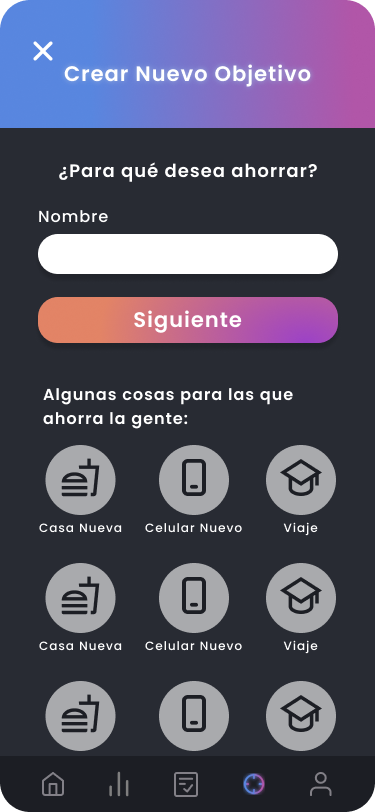 Crear Nuevo Objetivo
¿Para qué desea ahorrar?
Nombre
Siguiente
Algunas cosas para las que
ahorra la gente:
Casa Nueva
Celular Nuevo
Viaje
Casa Nueva
Celular Nuevo
Viaje